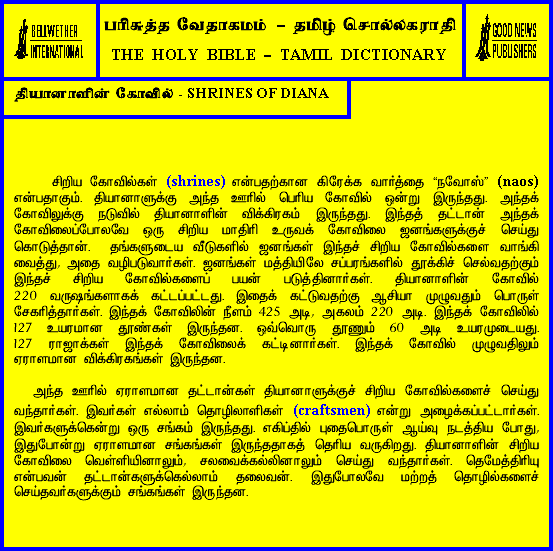 BELLWETHER
INTERNATIONAL
பரிசுத்த வேதாகமம் – தமிழ் சொல்லகராதி
THE HOLY BIBLE – TAMIL DICTIONARY
GOOD NEWS
PUBLISHERS
தியானாளின் கோவில் - SHRINES OF DIANA
சிறிய கோவில்கள் (shrines) என்பதற்கான கிரேக்க வார்த்தை “நவோஸ்” (naos)
என்பதாகும். தியானாளுக்கு அந்த ஊரில் பெரிய கோவில் ஒன்று இருந்தது. அந்தக்
கோவிலுக்கு நடுவில் தியானாளின் விக்கிரகம் இருந்தது. இந்தத் தட்டான் அந்தக்
கோவிலைப்போலவே ஒரு சிறிய மாதிரி உருவக் கோவிலை ஜனங்களுக்குச் செய்து
கொடுத்தான். தங்களுடைய வீடுகளில் ஜனங்கள் இந்தச் சிறிய கோவில்களை வாங்கி
வைத்து, அதை வழிபடுவார்கள். ஜனங்கள் மத்தியிலே சப்பரங்களில் தூக்கிச் செல்வதற்கும்
இந்தச் சிறிய கோவில்களைப் பயன் படுத்தினார்கள். தியானாளின் கோவில்
220 வருஷங்களாகக் கட்டப்பட்டது. இதைக் கட்டுவதற்கு ஆசியா முழுவதும் பொருள்
சேகரித்தார்கள். இந்தக் கோவிலின் நீளம் 425 அடி, அகலம் 220 அடி. இந்தக் கோவிலில்
127 உயரமான தூண்கள் இருந்தன. ஒவ்வொரு தூணும் 60 அடி உயரமுடையது.
127 ராஜாக்கள் இந்தக் கோவிலைக் கட்டினார்கள். இந்தக் கோவில் முழுவதிலும்
ஏராளமான விக்கிரகங்கள் இருந்தன.
அந்த ஊரில் ஏராளமான தட்டான்கள் தியானாளுக்குச் சிறிய கோவில்களைச் செய்து
வந்தார்கள். இவர்கள் எல்லாம் தொழிலாளிகள் (craftsmen) என்று அழைக்கப்பட்டார்கள்.
இவர்களுக்கென்று ஒரு சங்கம் இருந்தது. எகிப்தில் புதைபொருள் ஆய்வு நடத்திய போது,
இதுபோன்று ஏராளமான சங்கங்கள் இருந்ததாகத் தெரிய வருகிறது. தியானாளின் சிறிய
கோவிலை வெள்ளியினாலும், சலவைக்கல்லினாலும் செய்து வந்தார்கள். தெமேத்திரியு
என்பவன் தட்டான்களுக்கெல்லாம் தலைவன். இதுபோலவே மற்றத் தொழில்களைச்
செய்தவர்களுக்கும் சங்கங்கள் இருந்தன.